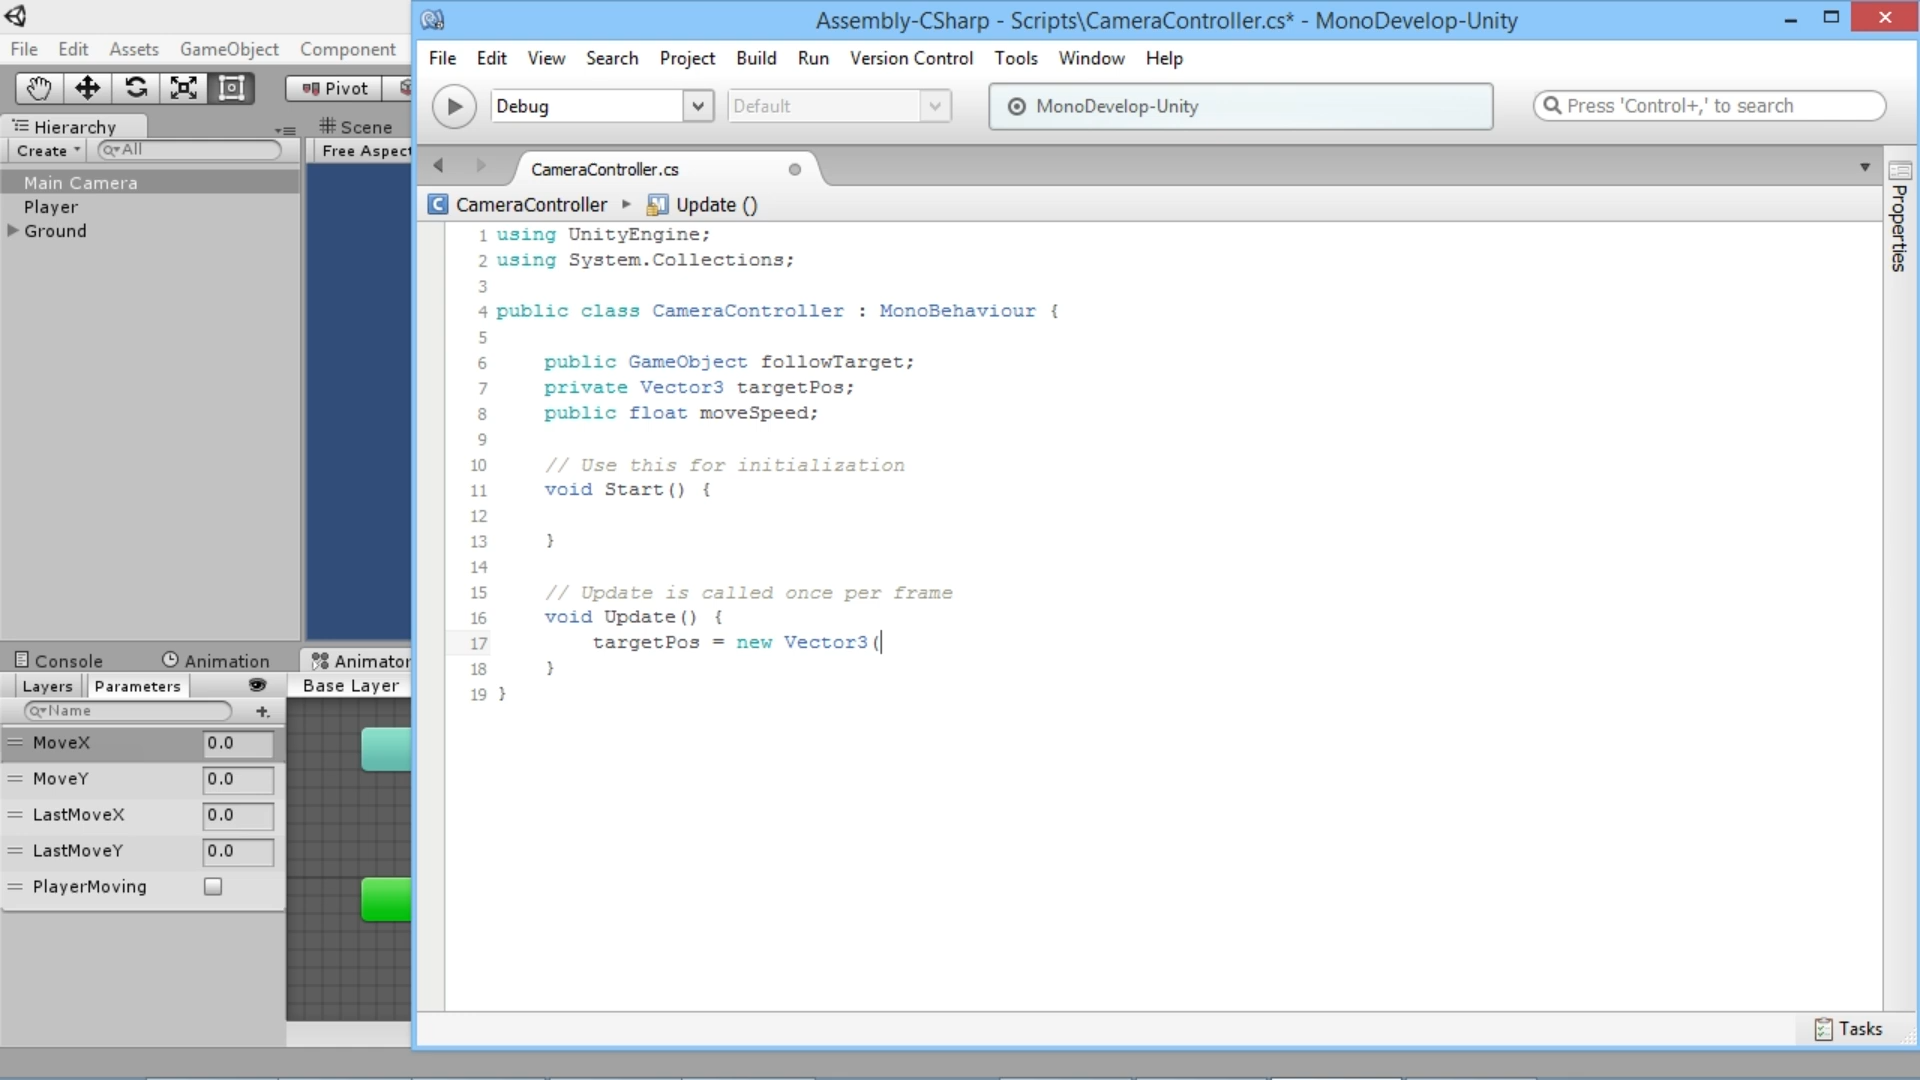 Assembly-CSharp - Scripts\CameraController.cs* - MonoDevelop-Unity
File Edit Assets GameObject Component
File Edit View Search Project Build Run Version Control Tools Window Help
Pivot
Debug
Default
MonoDevelop-Unity
Press 'Control+,' to search
Hierarchy
Scene
Create
All
Free Aspect
Main Camera
Player
Ground
CameraController.cs
CameraController
Update ()
Properties
1 using UnityEngine;
2 using System.Collections;
3
4 public class CameraController : MonoBehaviour {
5
6 public GameObject followTarget;
7 private Vector3 targetPos;
8 public float moveSpeed;
9
10 // Use this for initialization
11 void Start() {
12
13 }
14
15 // Update is called once per frame
16 void Update() {
17 targetPos = new Vector3(
18 }
19 }
Console
Animation
Animator
Layers
Parameters
Base Layer
Name
MoveX 0.0
MoveY 0.0
LastMoveX 0.0
LastMoveY 0.0
PlayerMoving
Tasks